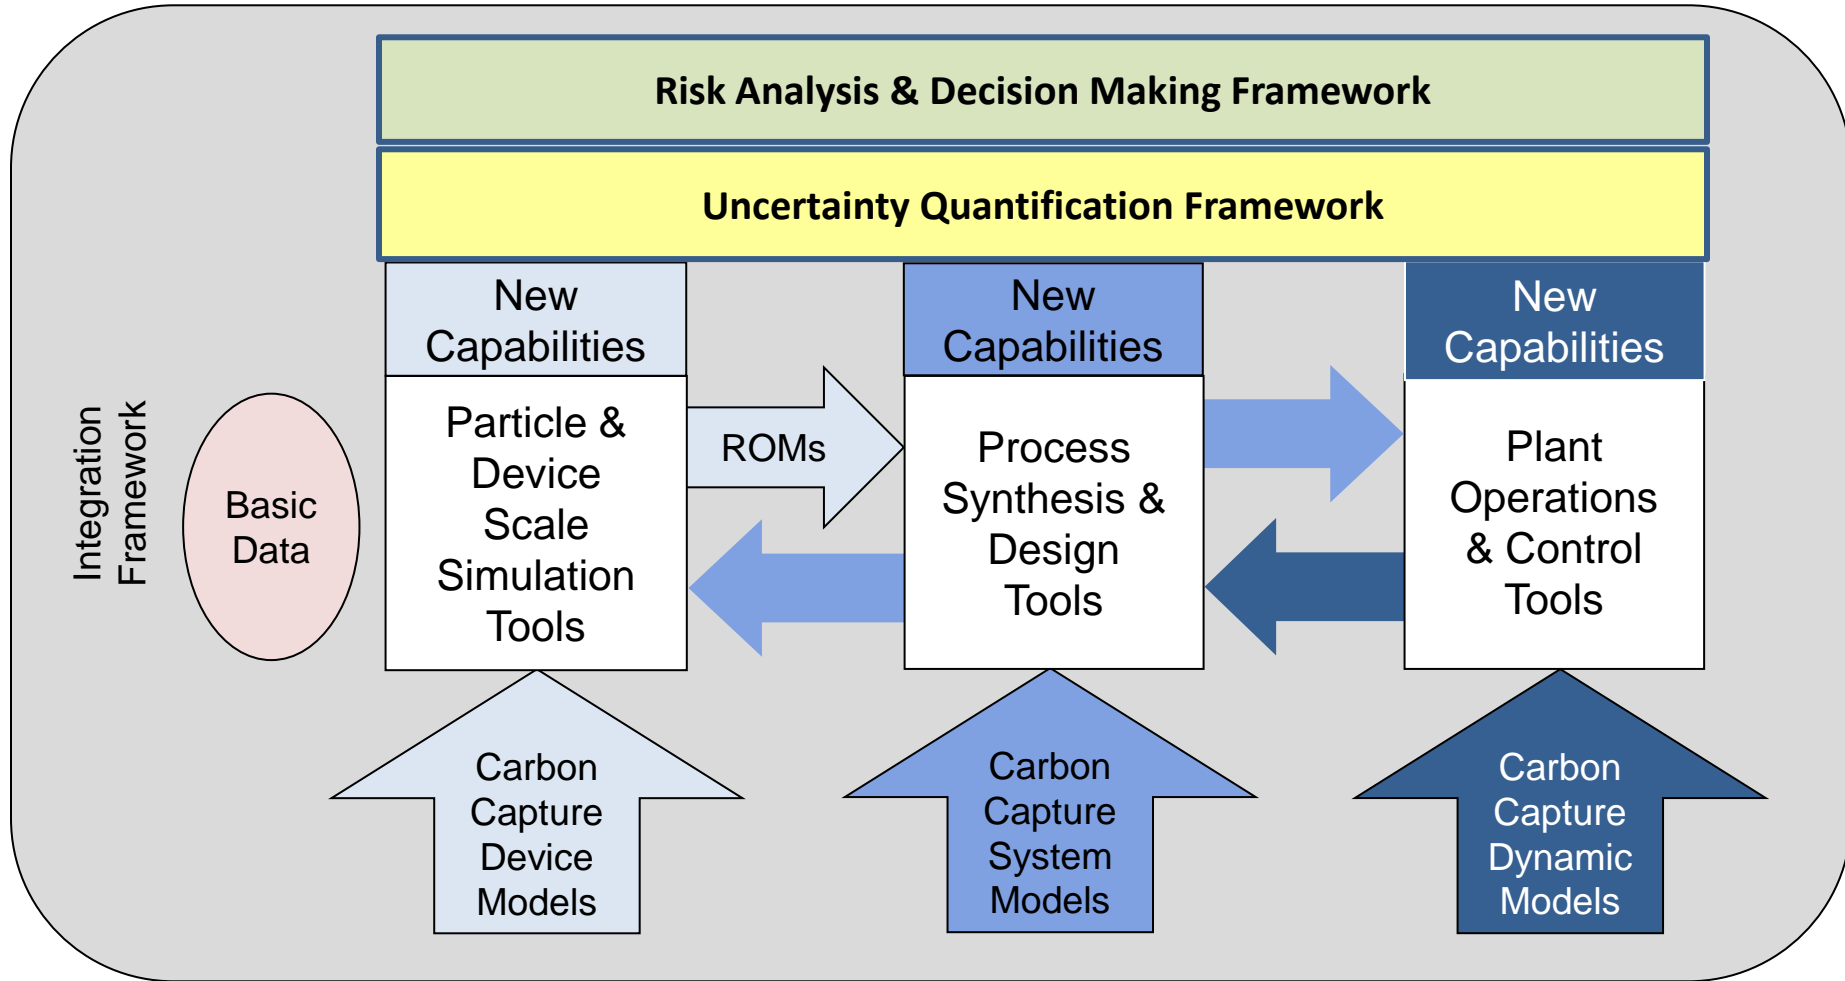 Risk Analysis & Decision Making Framework
Uncertainty Quantification Framework
New
Capabilities
New
Capabilities
New
Capabilities
Integration
Framework
Basic
Data
Particle &
Device
Scale
Simulation
Tools
ROMs
Process
Synthesis &
Design
Tools
Plant
Operations
& Control
Tools
Carbon
Capture
Device
Models
Carbon
Capture
System
Models
Carbon
Capture
Dynamic
Models